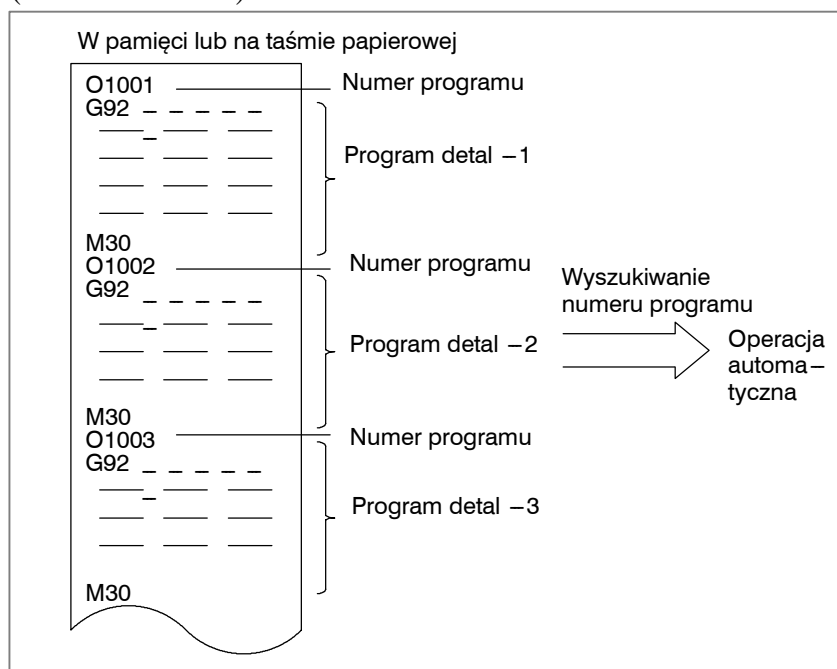 W pamięci lub na taśmie papierowej
O1001
Numer programu
G92
Program detal −1
M30
O1002
Numer programu
G92
Program detal −2
M30
O1003
Numer programu
G92
Program detal −3
M30
Wyszukiwanie
numeru programu
Operacja
automa−
tyczna